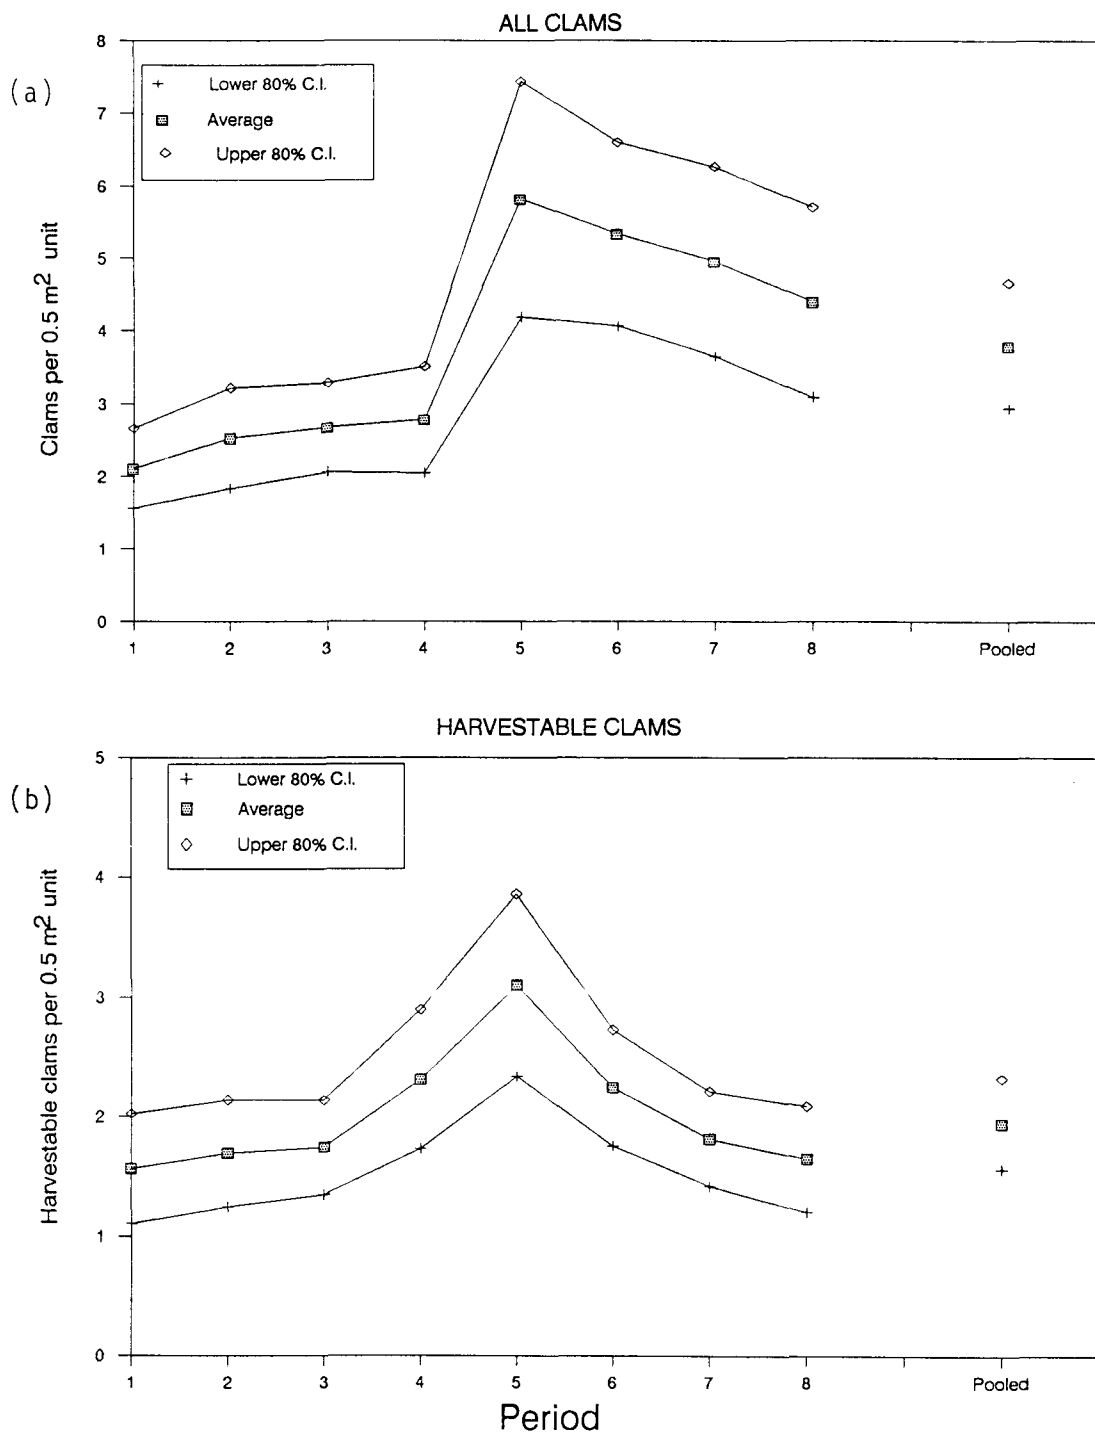 ALL CLAMS
(a)
8
7
6
5
4
3
2
1
0
Lower 80% C.I.
Average
Upper 80% C.I.
Clams per 0.5 m² unit
1 2 3 4 5 6 7 8 Pooled
HARVESTABLE CLAMS
(b)
5
4
3
2
1
0
Lower 80% C.I.
Average
Upper 80% C.I.
Harvestable clams per 0.5 m² unit
1 2 3 4 5 6 7 8 Pooled
Period